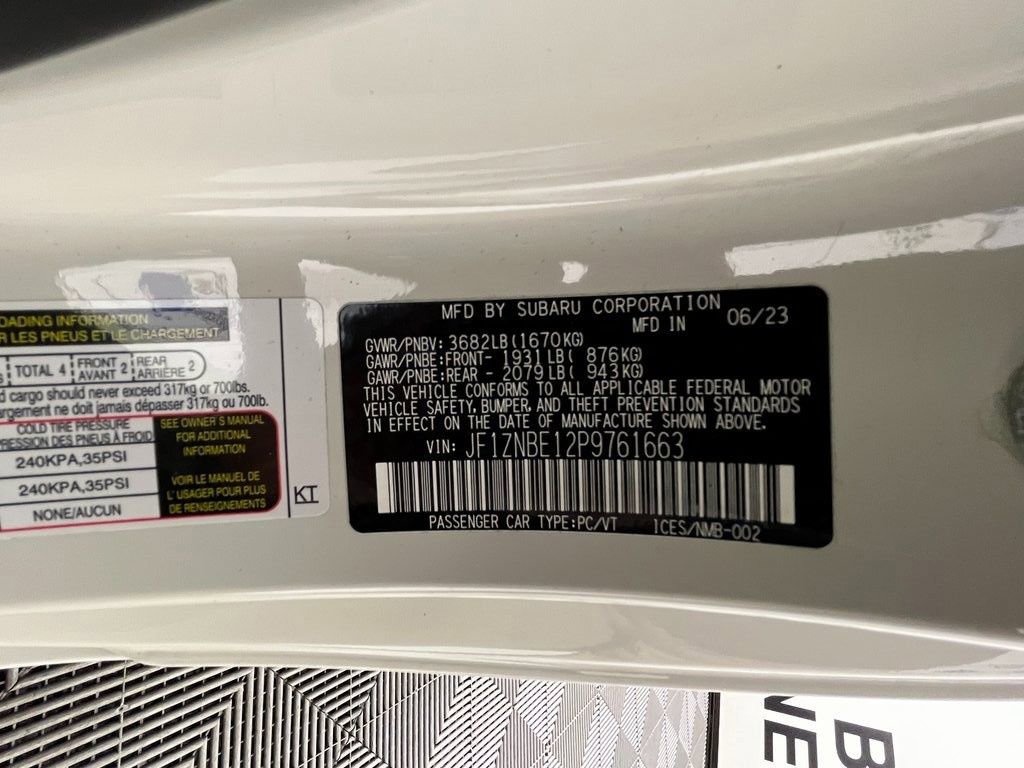 OADING INFORMATION
R LES PNEUS ET LE CHARGEMENT
TOTAL 4 FRONT 2 REAR 2
AVANT ARRIÈRE
d cargo should never exceed 317kg or 700lbs.
argement ne doit jamais dépasser 317kg ou 700lb.
COLD TIRE PRESSURE
PRESSION DES PNEUS À FROID
240KPA,35PSI
240KPA,35PSI
NONE/AUCUN
SEE OWNER'S MANUAL
FOR ADDITIONAL
INFORMATION
VOIR LE MANUEL DE
L' USAGER POUR PLUS
DE RENSEIGNEMENTS
KT
MFD BY SUBARU CORPORATION
MFD IN 06/23
GVWR/PNBV: 3682LB(1670KG)
GAWR/PNBE:FRONT- 1931LB( 876KG)
GAWR/PNBE:REAR - 2079LB( 943KG)
THIS VEHICLE CONFORMS TO ALL APPLICABLE FEDERAL MOTOR
VEHICLE SAFETY, BUMPER, AND THEFT PREVENTION STANDARDS
IN EFFECT ON THE DATE OF MANUFACTURE SHOWN ABOVE.
VIN: JF1ZNBE12P9761663
PASSENGER CAR TYPE:PC/VT ICES/NMB-002
B
NE